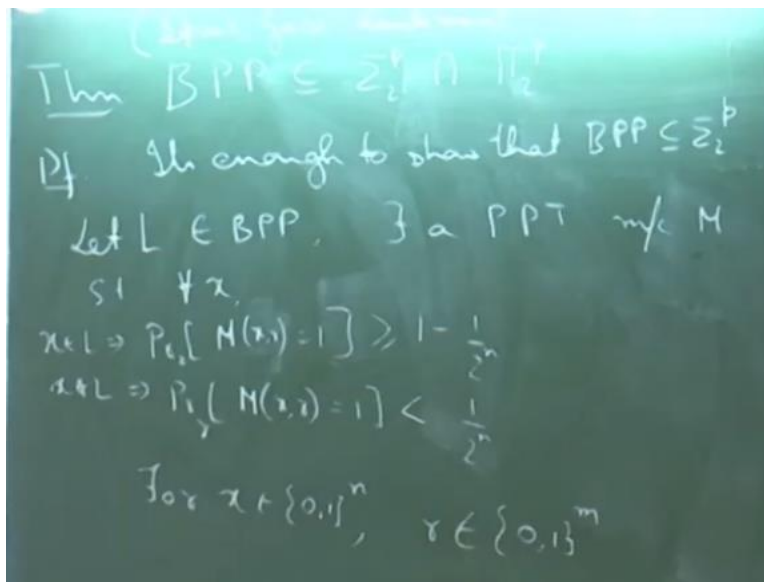 Thm BPP ⊆ Σ₂ᵖ ∩ Π₂ᵖ
Pf. It's enough to show that BPP ⊆ Σ₂ᵖ
Let L ∈ BPP, ∃ a PPT m/c M
st ∀ x,
x ∈ L ⇒ Pr_r[ M(x,r) = 1 ] ≥ 1 - 1/2ⁿ
x ∉ L ⇒ Pr_r[ M(x,r) = 1 ] < 1/2ⁿ
For x ∈ {0,1}ⁿ, r ∈ {0,1}ᵐ